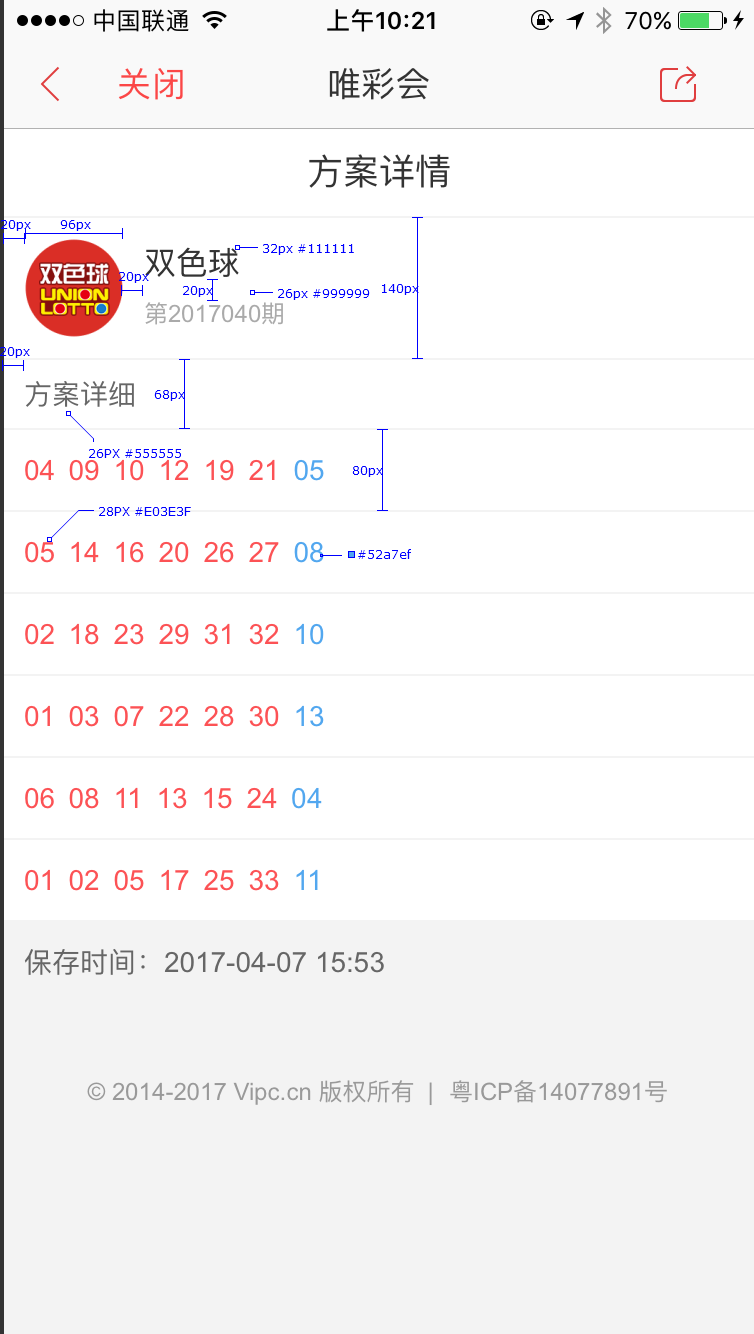 中国联通 上午10:21 70%
关闭 唯彩会
方案详情
20px 96px
双色球 32px #111111
双色球 UNION LOTTO
20px 20px 26px #999999 140px
第2017040期
20px
方案详细 68px
26PX #555555
04 09 10 12 19 21 05 80px
28PX #E03E3F
05 14 16 20 26 27 08 #52a7ef
02 18 23 29 31 32 10
01 03 07 22 28 30 13
06 08 11 13 15 24 04
01 02 05 17 25 33 11
保存时间：2017-04-07 15:53
© 2014-2017 Vipc.cn 版权所有 | 粤ICP备14077891号